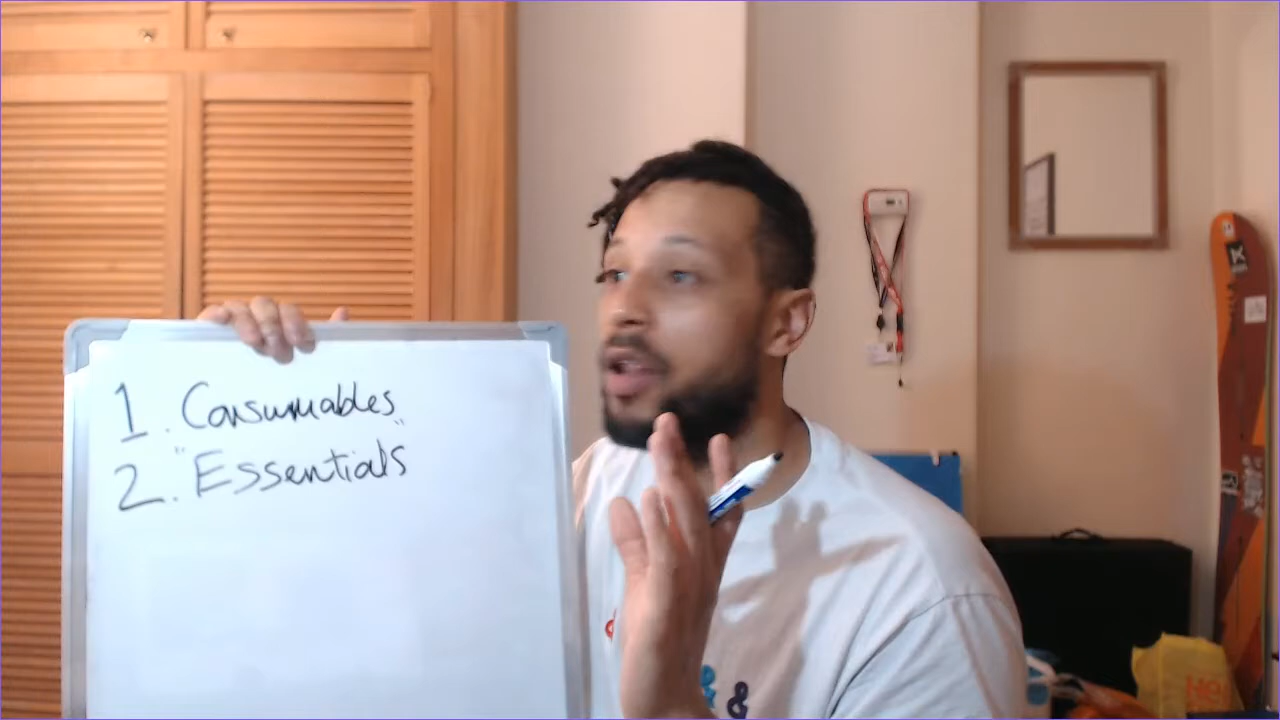 1. Consumables
2. "Essentials"
K
&
&